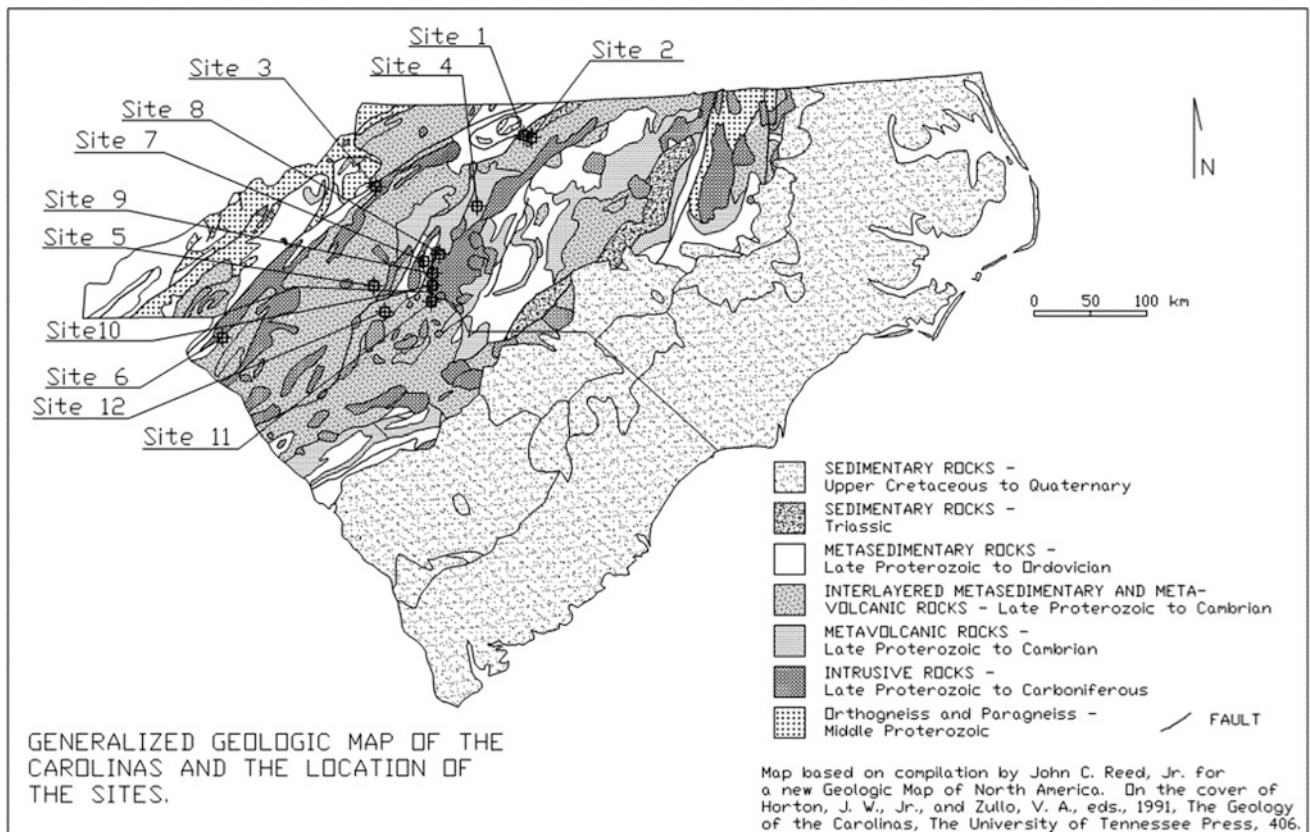 Site 1
Site 2
Site 3
Site 4
Site 8
Site 7
Site 9
Site 5
Site10
Site 6
Site 12
Site 11
N
0 50 100 km
SEDIMENTARY ROCKS -
Upper Cretaceous to Quaternary
SEDIMENTARY ROCKS -
Triassic
METASEDIMENTARY ROCKS -
Late Proterozoic to Ordovician
INTERLAYERED METASEDIMENTARY AND META-
VOLCANIC ROCKS - Late Proterozoic to Cambrian
METAVOLCANIC ROCKS -
Late Proterozoic to Cambrian
INTRUSIVE ROCKS -
Late Proterozoic to Carboniferous
Orthogneiss and Paragneiss -
Middle Proterozoic
FAULT
GENERALIZED GEOLOGIC MAP OF THE
CAROLINAS AND THE LOCATION OF
THE SITES.
Map based on compilation by John C. Reed, Jr. for
a new Geologic Map of North America. On the cover of
Horton, J. W., Jr., and Zullo, V. A., eds., 1991, The Geology
of the Carolinas, The University of Tennessee Press, 406.